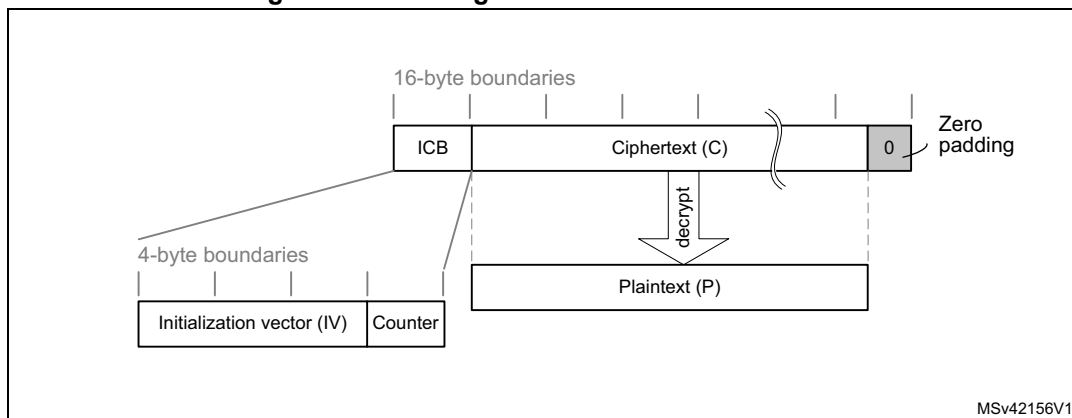 16-byte boundaries
ICB
Ciphertext (C)
0
Zero
padding
decrypt
4-byte boundaries
Plaintext (P)
Initialization vector (IV)
Counter
MSv42156V1